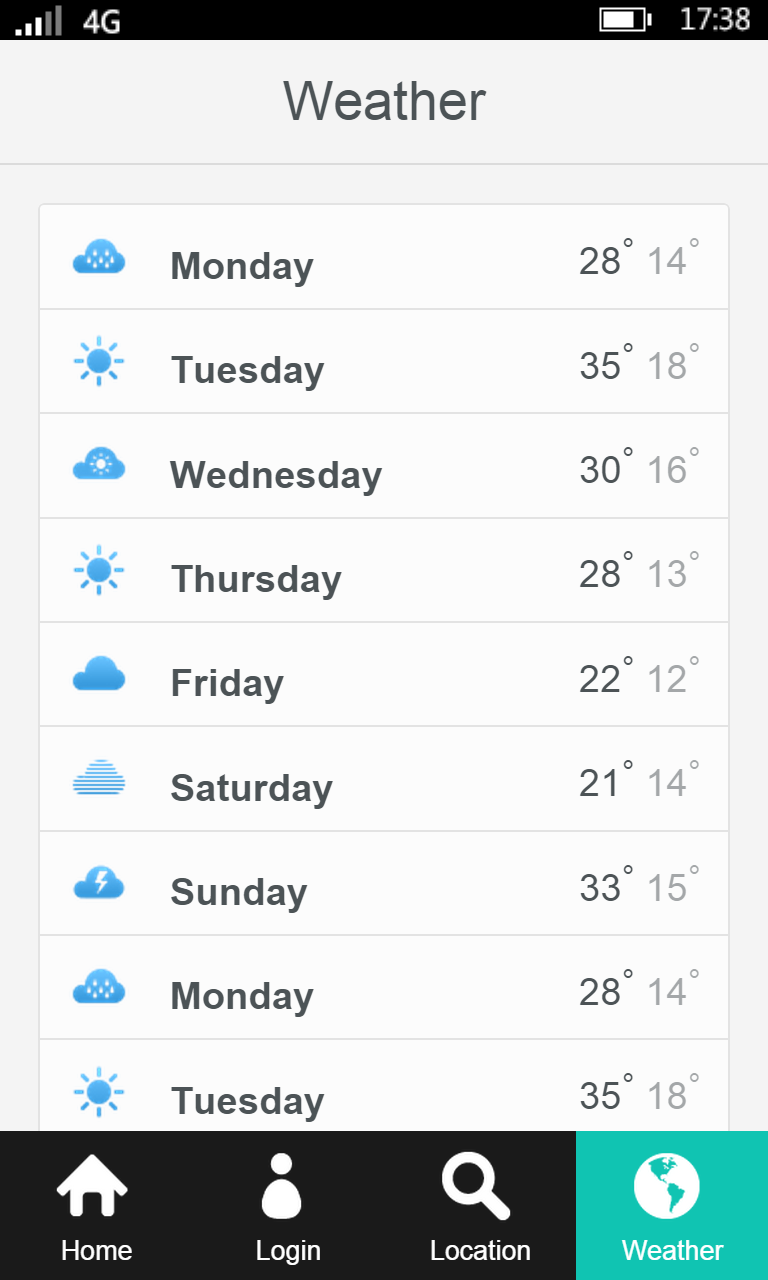 4G 17:38
Weather
Monday 28° 14°
Tuesday 35° 18°
Wednesday 30° 16°
Thursday 28° 13°
Friday 22° 12°
Saturday 21° 14°
Sunday 33° 15°
Monday 28° 14°
Tuesday 35° 18°
Home Login Location Weather